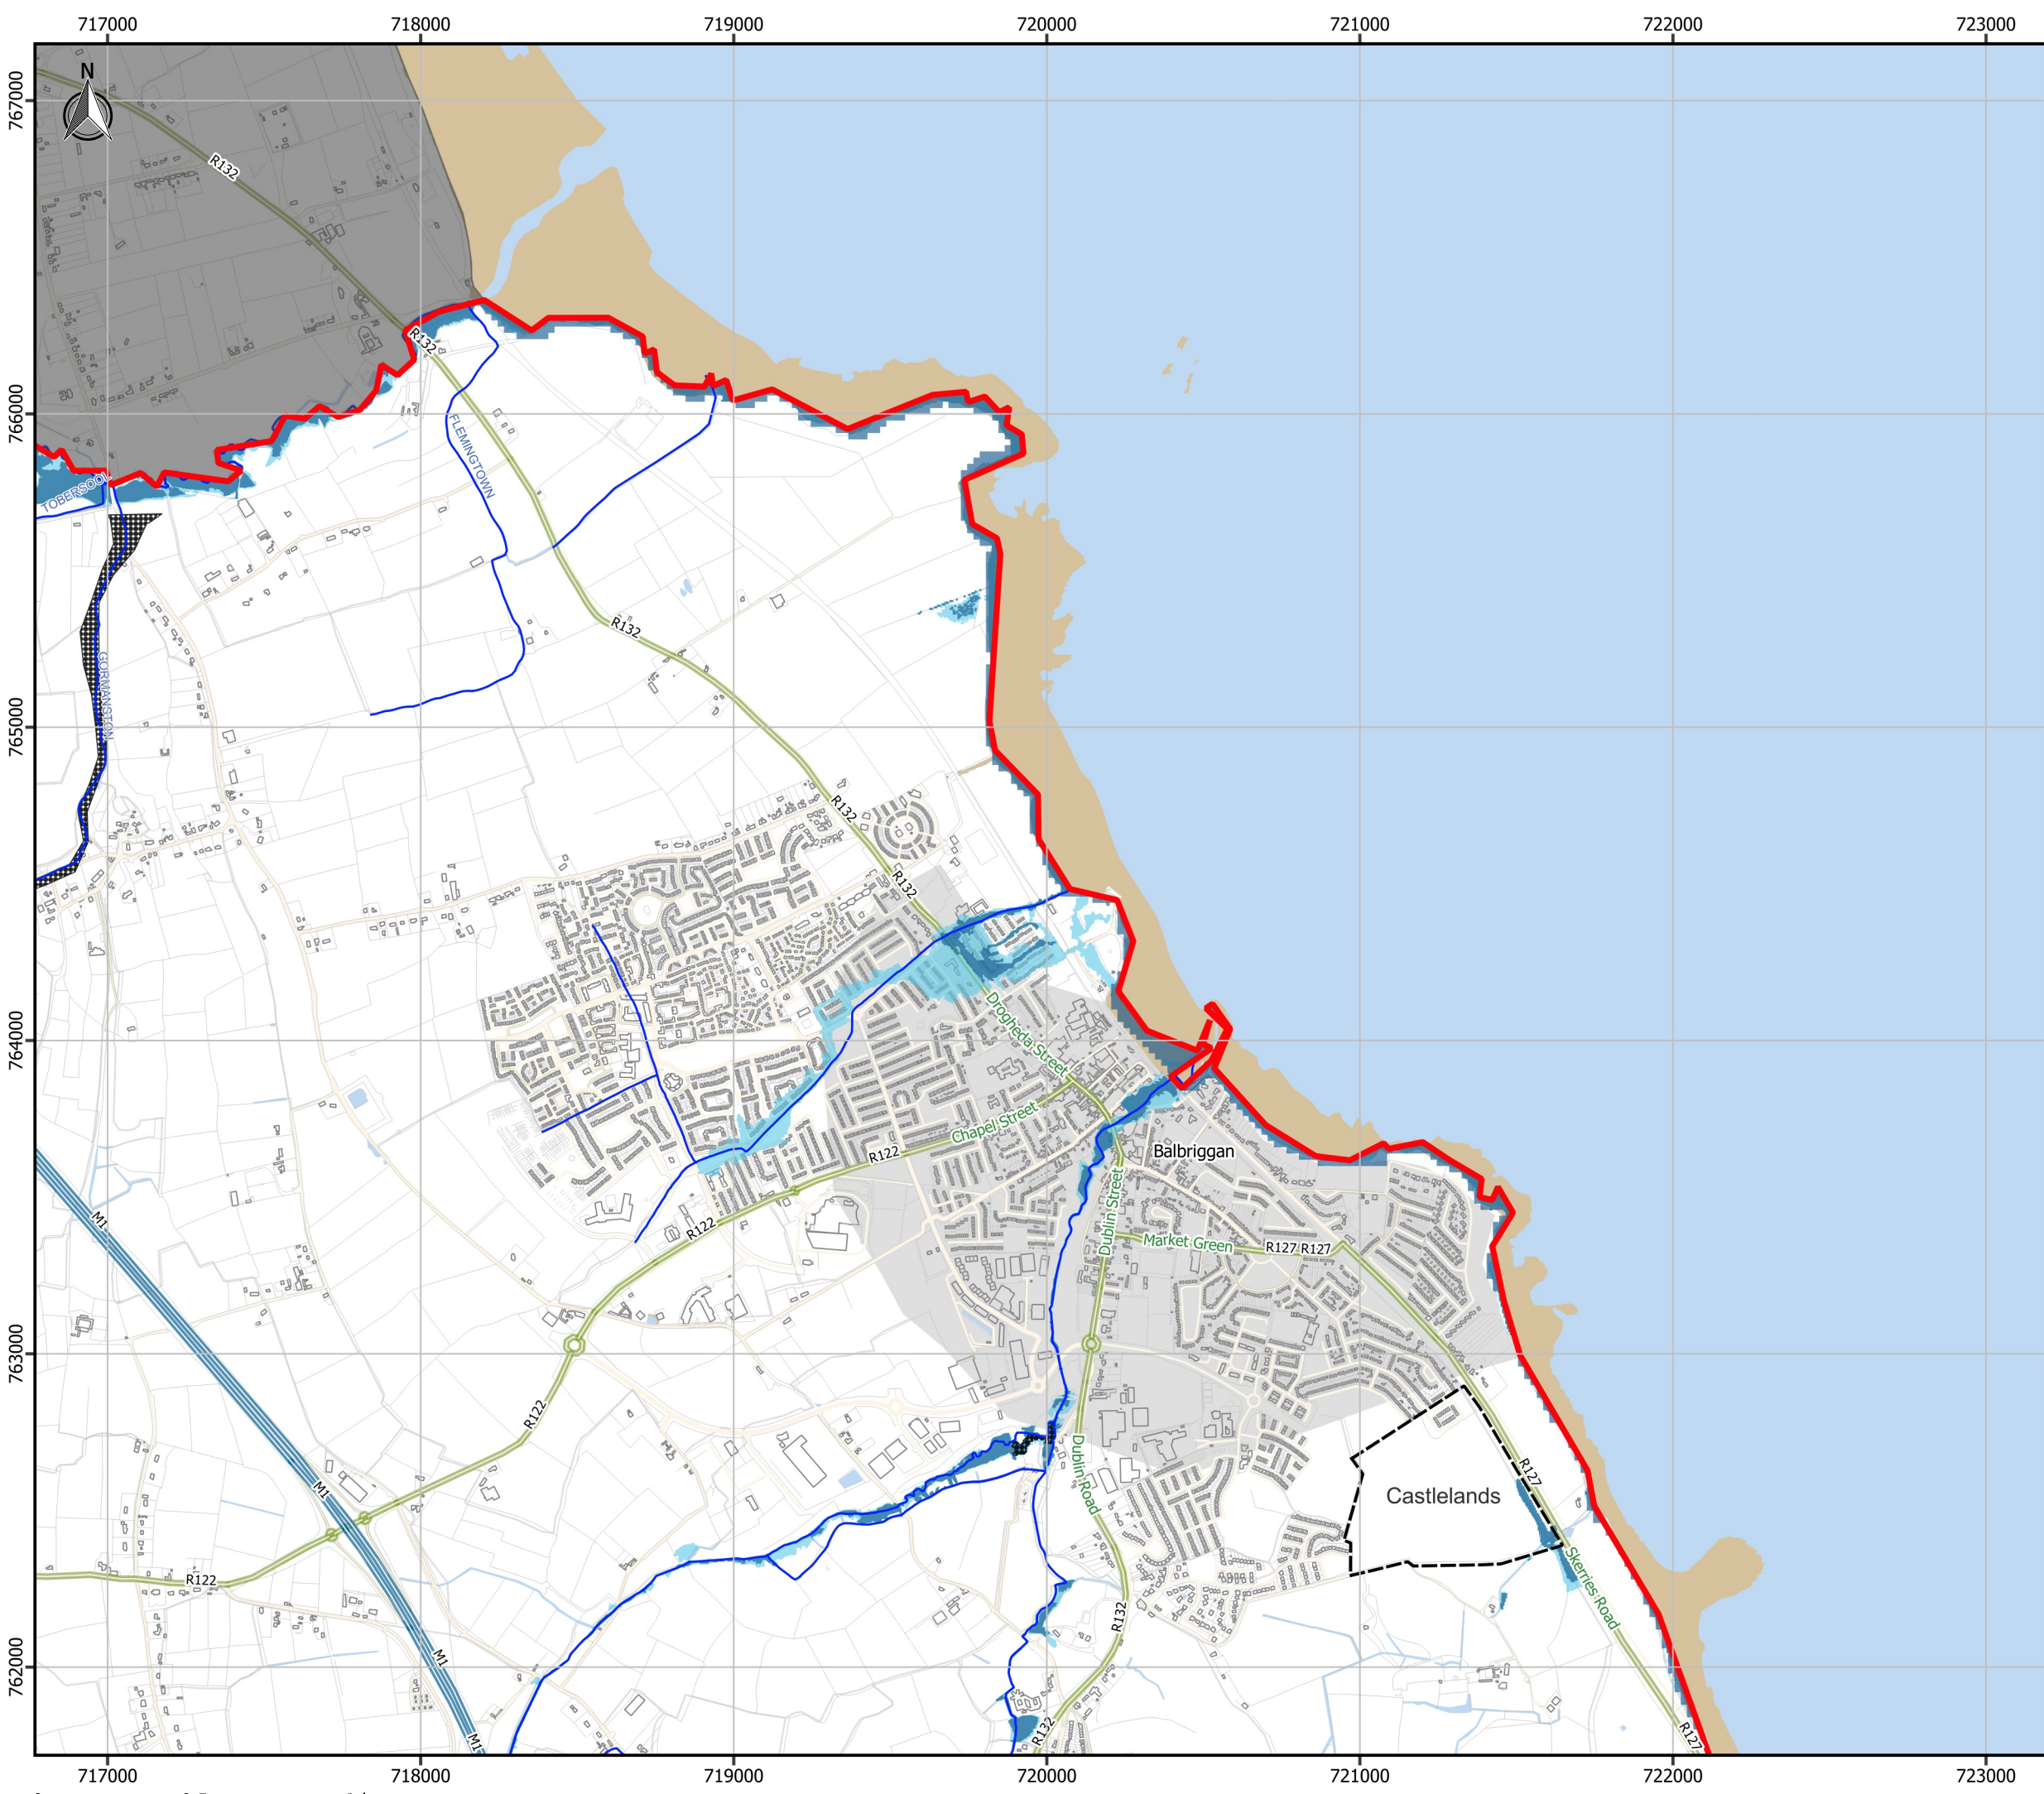 717000 718000 719000 720000 721000 722000 723000
N
767000
R132
R132
766000
FLEMINGTOWN
TOBERSOOL
R132
GORMANSTON
765000
R132
R132
764000
Drogheda Street
Chapel Street
R122
Balbriggan
Dublin Street
M1
R122
Market Green
R127 R127
763000
R122
Dublin Road
R127
Castlelands
M1
R122
Skerries Road
R132
762000
M1
R132
R127
M1
717000 718000 719000 720000 721000 722000 723000